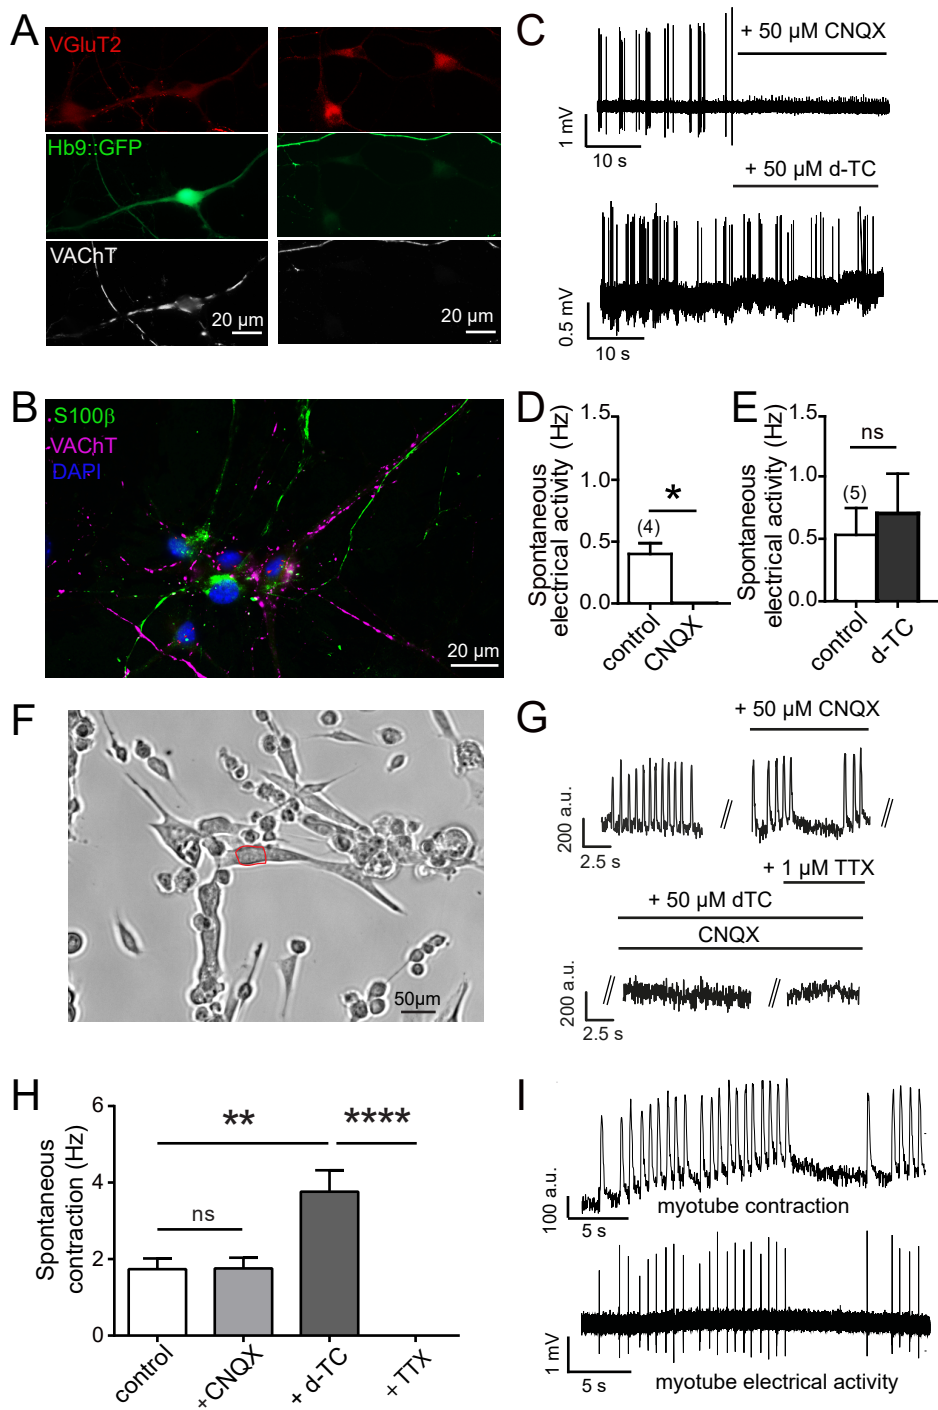 A
VGluT2
Hb9::GFP
VAChT
20 µm
20 µm
B
S100β
VAChT
DAPI
20 µm
C
+ 50 µM CNQX
1 mV
10 s
+ 50 µM d-TC
0.5 mV
10 s
D
Spontaneous
electrical activity (Hz)
1.5
1.0
0.5
0.0
(4)
*
control
CNQX
E
Spontaneous
electrical activity (Hz)
1.5
1.0
0.5
0.0
(5)
ns
control
d-TC
F
50µm
G
+ 50 µM CNQX
200 a.u.
2.5 s
+ 1 µM TTX
+ 50 µM dTC
CNQX
200 a.u.
2.5 s
H
Spontaneous
contraction (Hz)
6
4
2
0
**
****
ns
control
+CNQX
+ d-TC
+ TTX
I
100 a.u.
5 s
myotube contraction
1 mV
5 s
myotube electrical activity